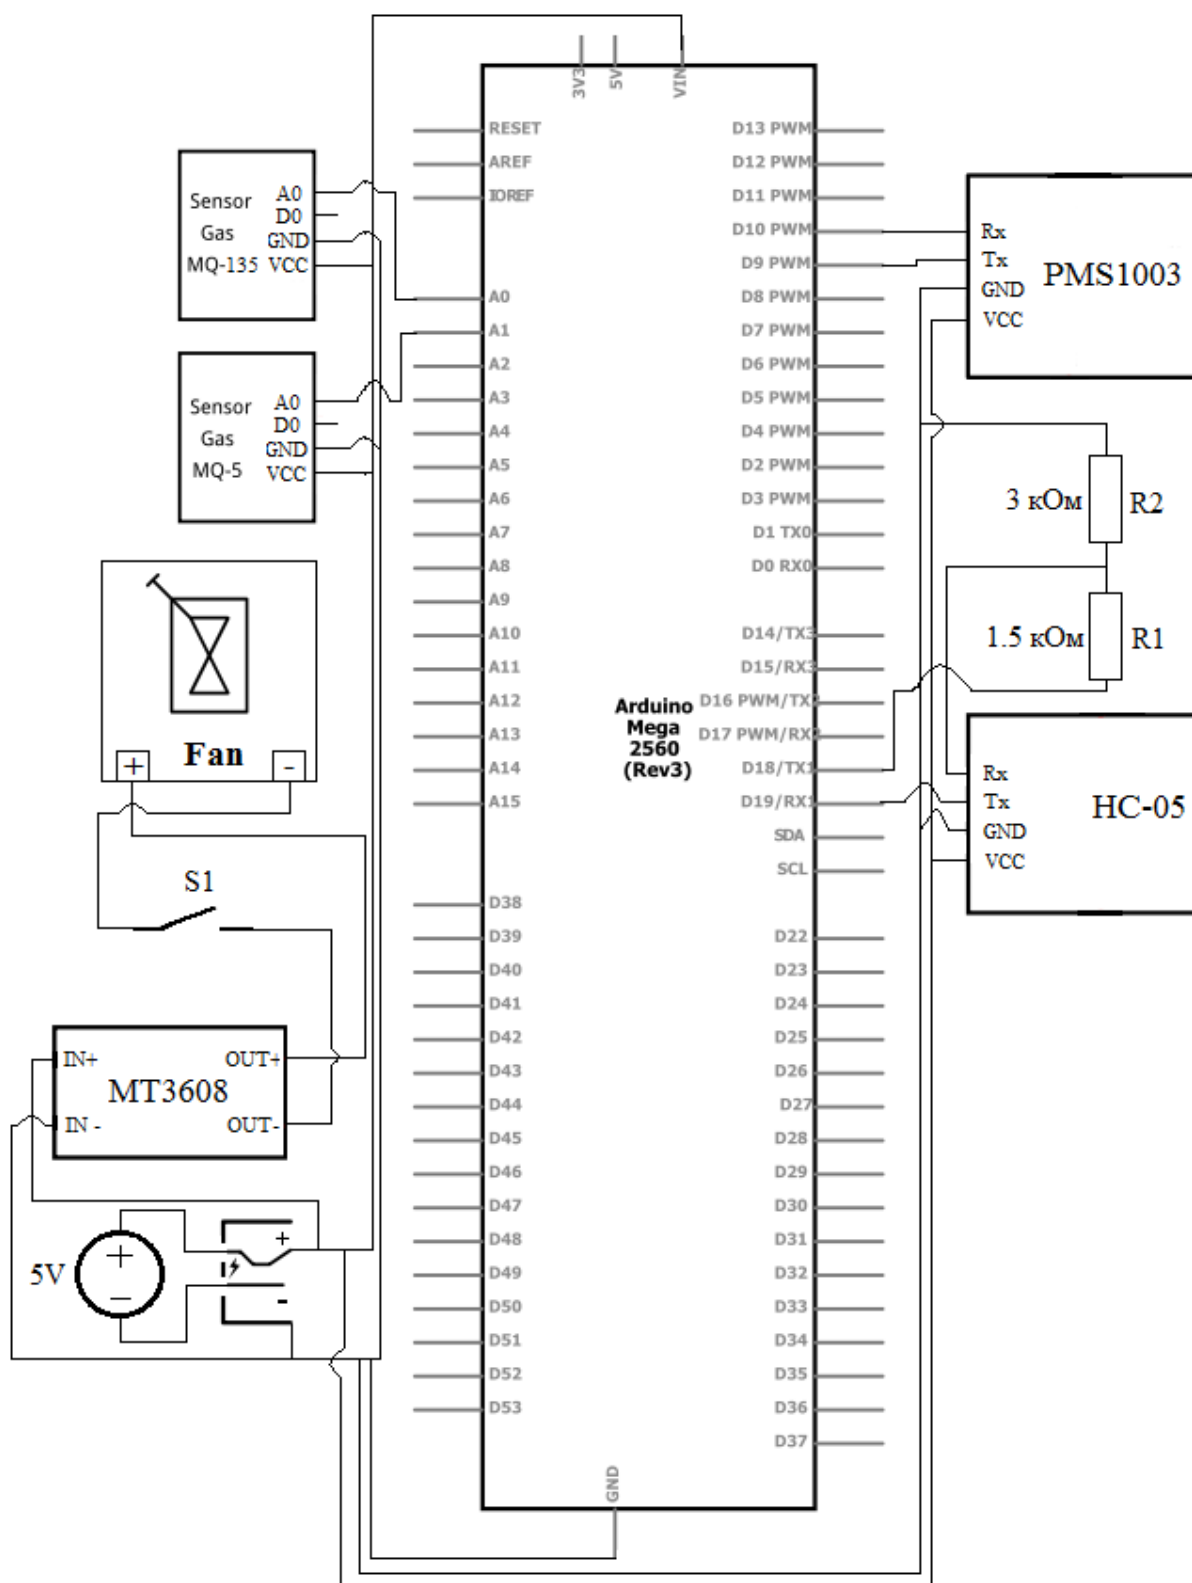 3V3
5V
VIN
RESET
AREF
IOREF
A0
A1
A2
A3
A4
A5
A6
A7
A8
A9
A10
A11
A12
A13
A14
A15
D38
D39
D40
D41
D42
D43
D44
D45
D46
D47
D48
D49
D50
D51
D52
D53
D13 PWM
D12 PWM
D11 PWM
D10 PWM
D9 PWM
D8 PWM
D7 PWM
D6 PWM
D5 PWM
D4 PWM
D2 PWM
D3 PWM
D1 TX0
D0 RX0
D14/TX3
D15/RX3
D16 PWM/TX2
D17 PWM/RX2
D18/TX1
D19/RX1
SDA
SCL
D22
D23
D24
D25
D26
D27
D28
D29
D30
D31
D32
D33
D34
D35
D36
D37
GND
Arduino
Mega
2560
(Rev3)
Sensor
Gas
MQ-135
A0
D0
GND
VCC
Sensor
Gas
MQ-5
A0
D0
GND
VCC
Fan
+
-
S1
IN+
OUT+
MT3608
IN -
OUT-
5V
+
-
Rx
Tx
GND
VCC
PMS1003
3 кОм
R2
1.5 кОм
R1
Rx
Tx
GND
VCC
HC-05